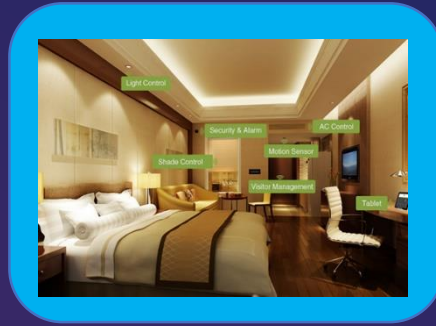 Light Control
Security & Alarm
AC Control
Motion Sensor
Shade Control
Visitor Management
Tablet